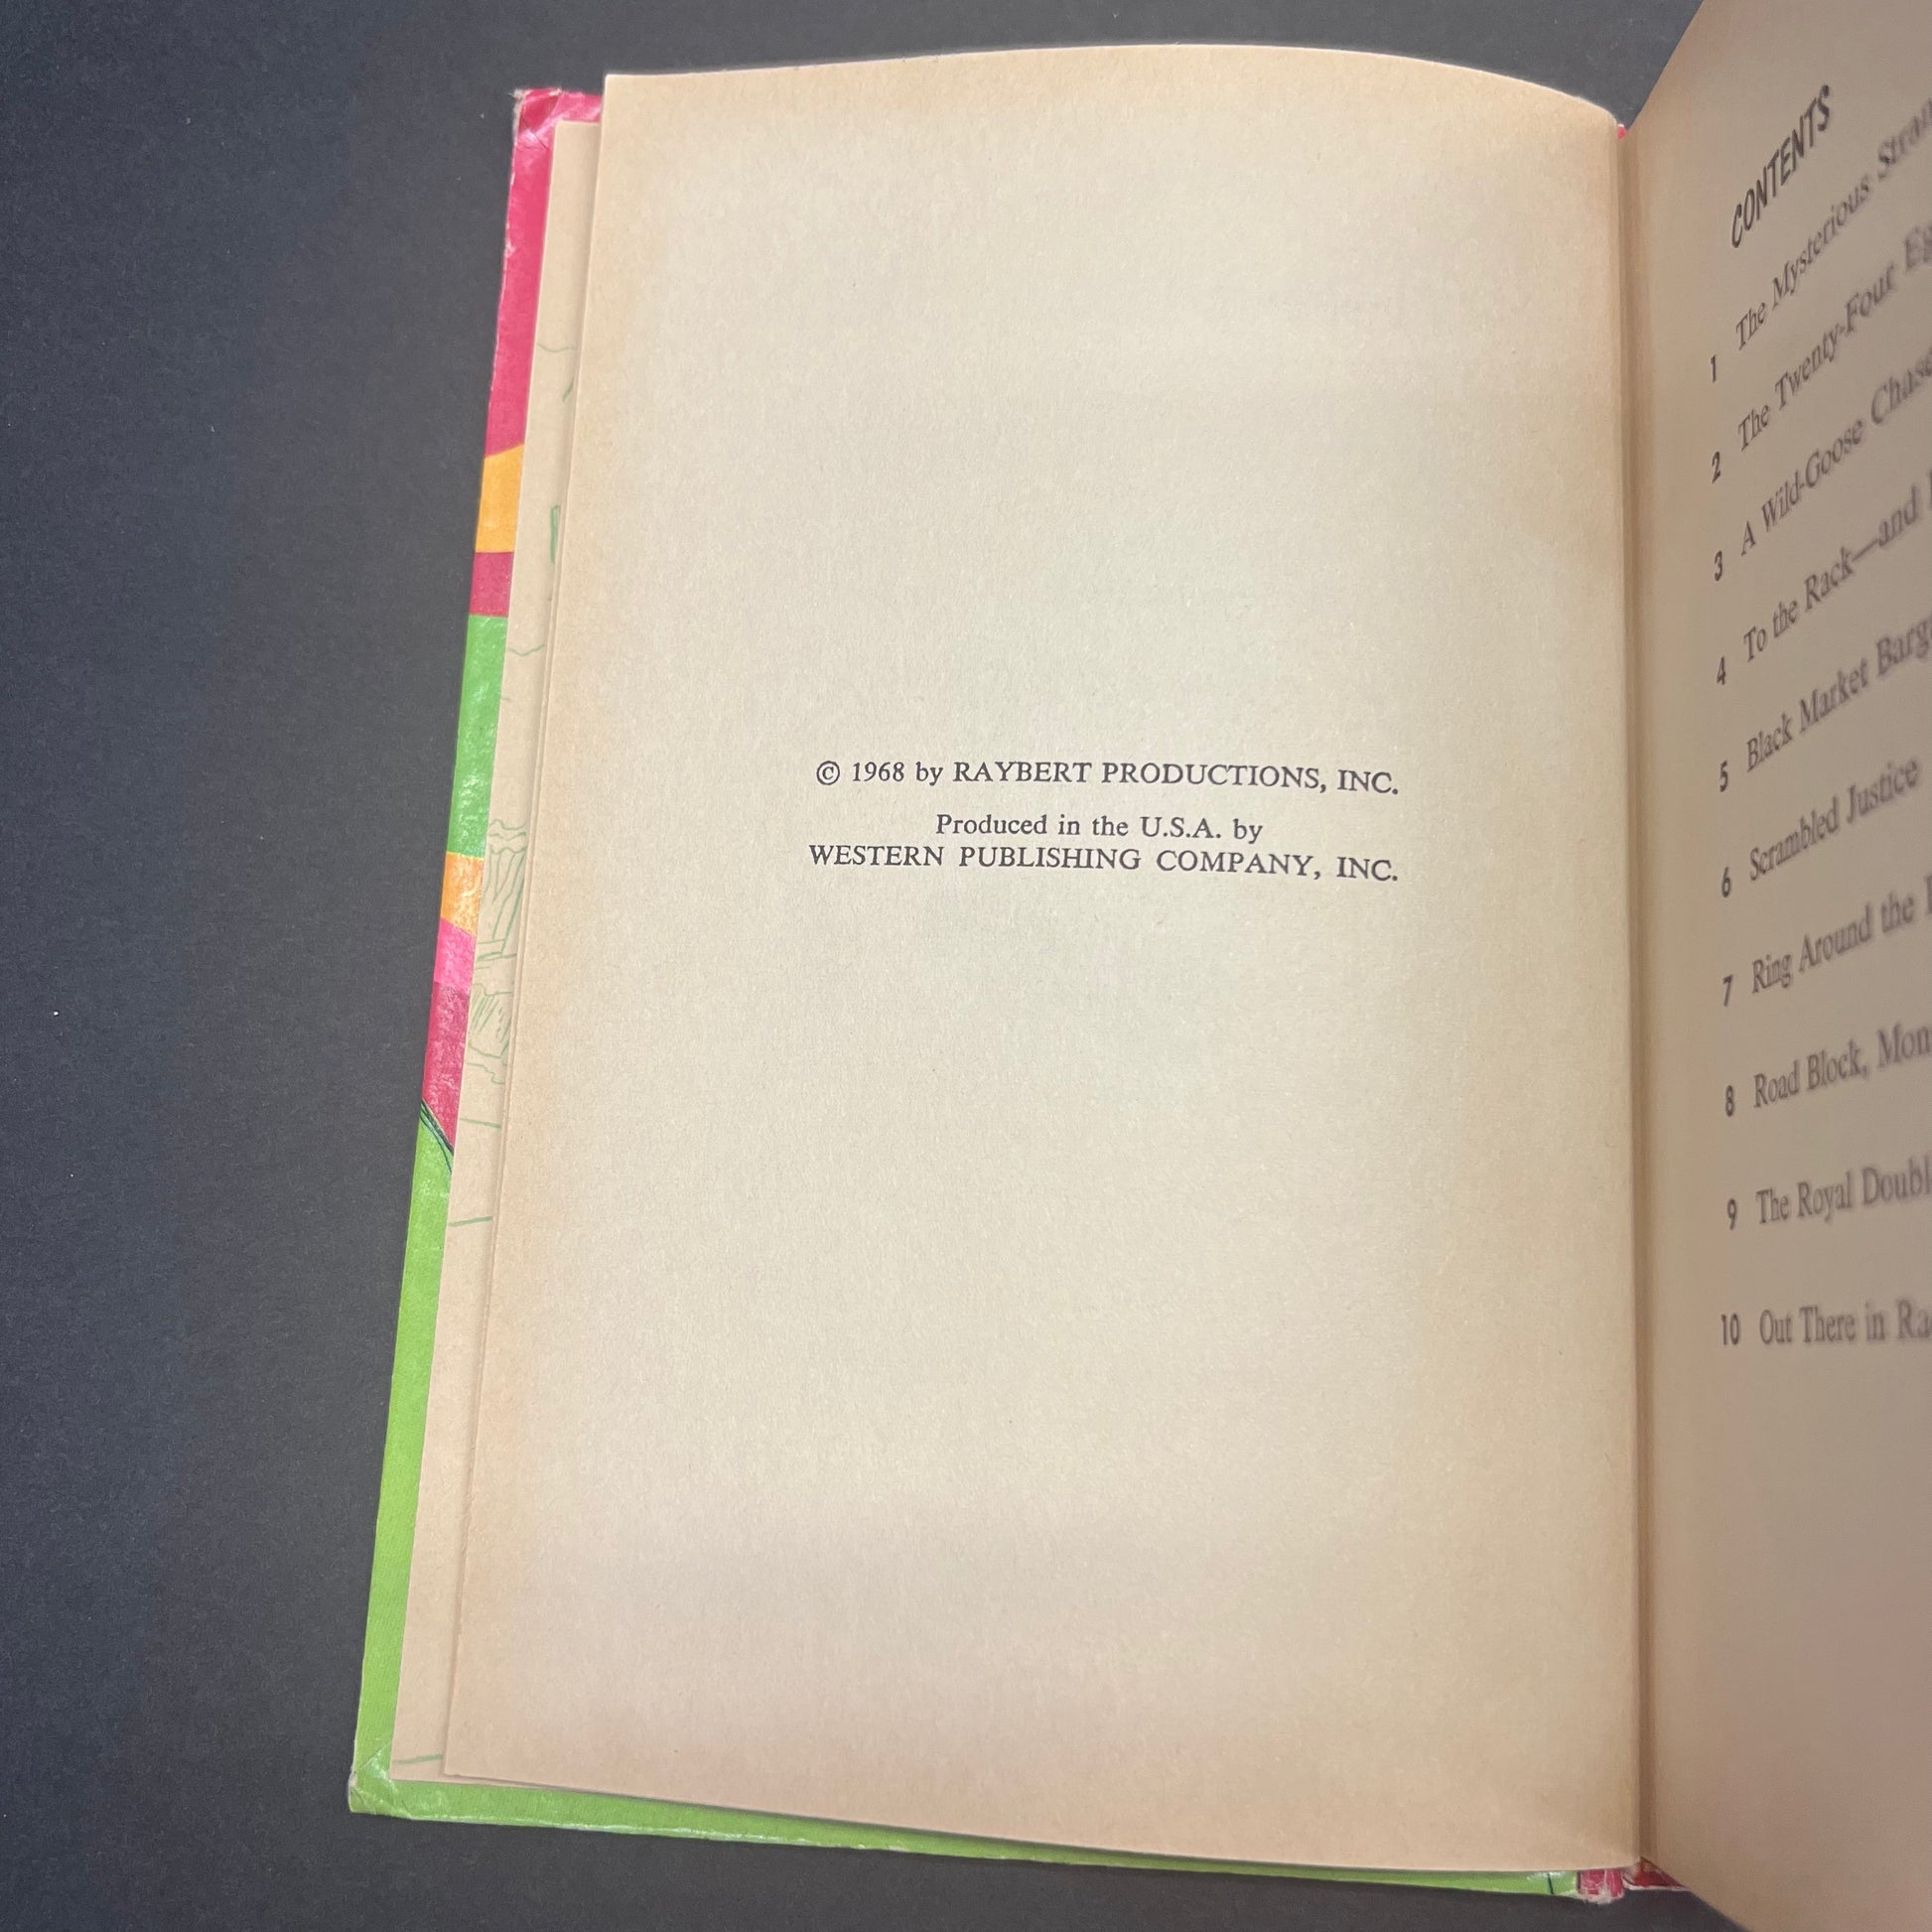 © 1968 by RAYBERT PRODUCTIONS, INC.
Produced in the U.S.A. by
WESTERN PUBLISHING COMPANY, INC.
CONTENTS
1 The Mysterious
2 The Twenty-Four
3 A Wild-Goose Chase
4 To the Rack—and
5 Black Market
6 Scrambled Justice
7 Ring Around the
8 Road Block,
9 The Royal
10 Out There in